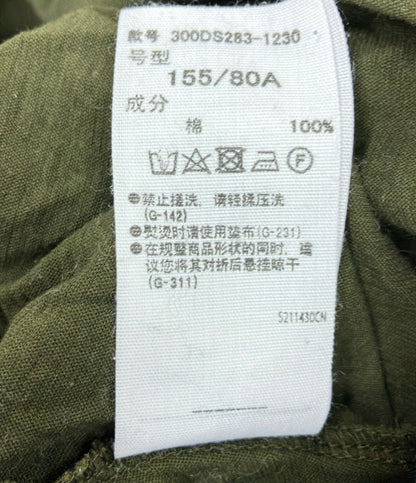 款号 300DS283-1230
号型
155/80A
成分
棉 100%
F
禁止搓洗，请轻揉压洗
(G-142)
熨烫时请使用垫布(G-231)
在规整商品形状的同时，建
议您将其对折后悬挂晾干
(G-311)
5211430CN